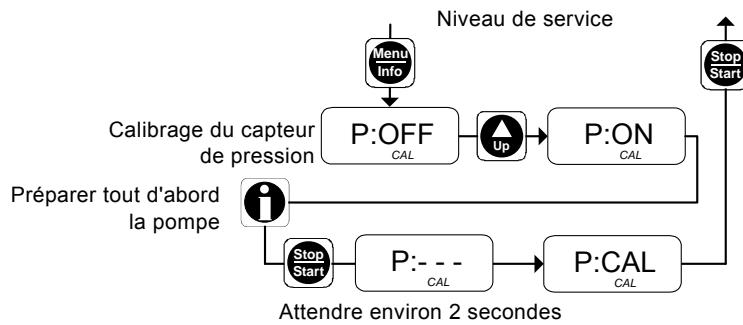 Niveau de service
Menu
Info
Stop
Start
Calibrage du capteur
de pression
P:OFF
CAL
Up
P:ON
CAL
Préparer tout d'abord
la pompe
i
Stop
Start
P:- - -
CAL
P:CAL
CAL
Attendre environ 2 secondes